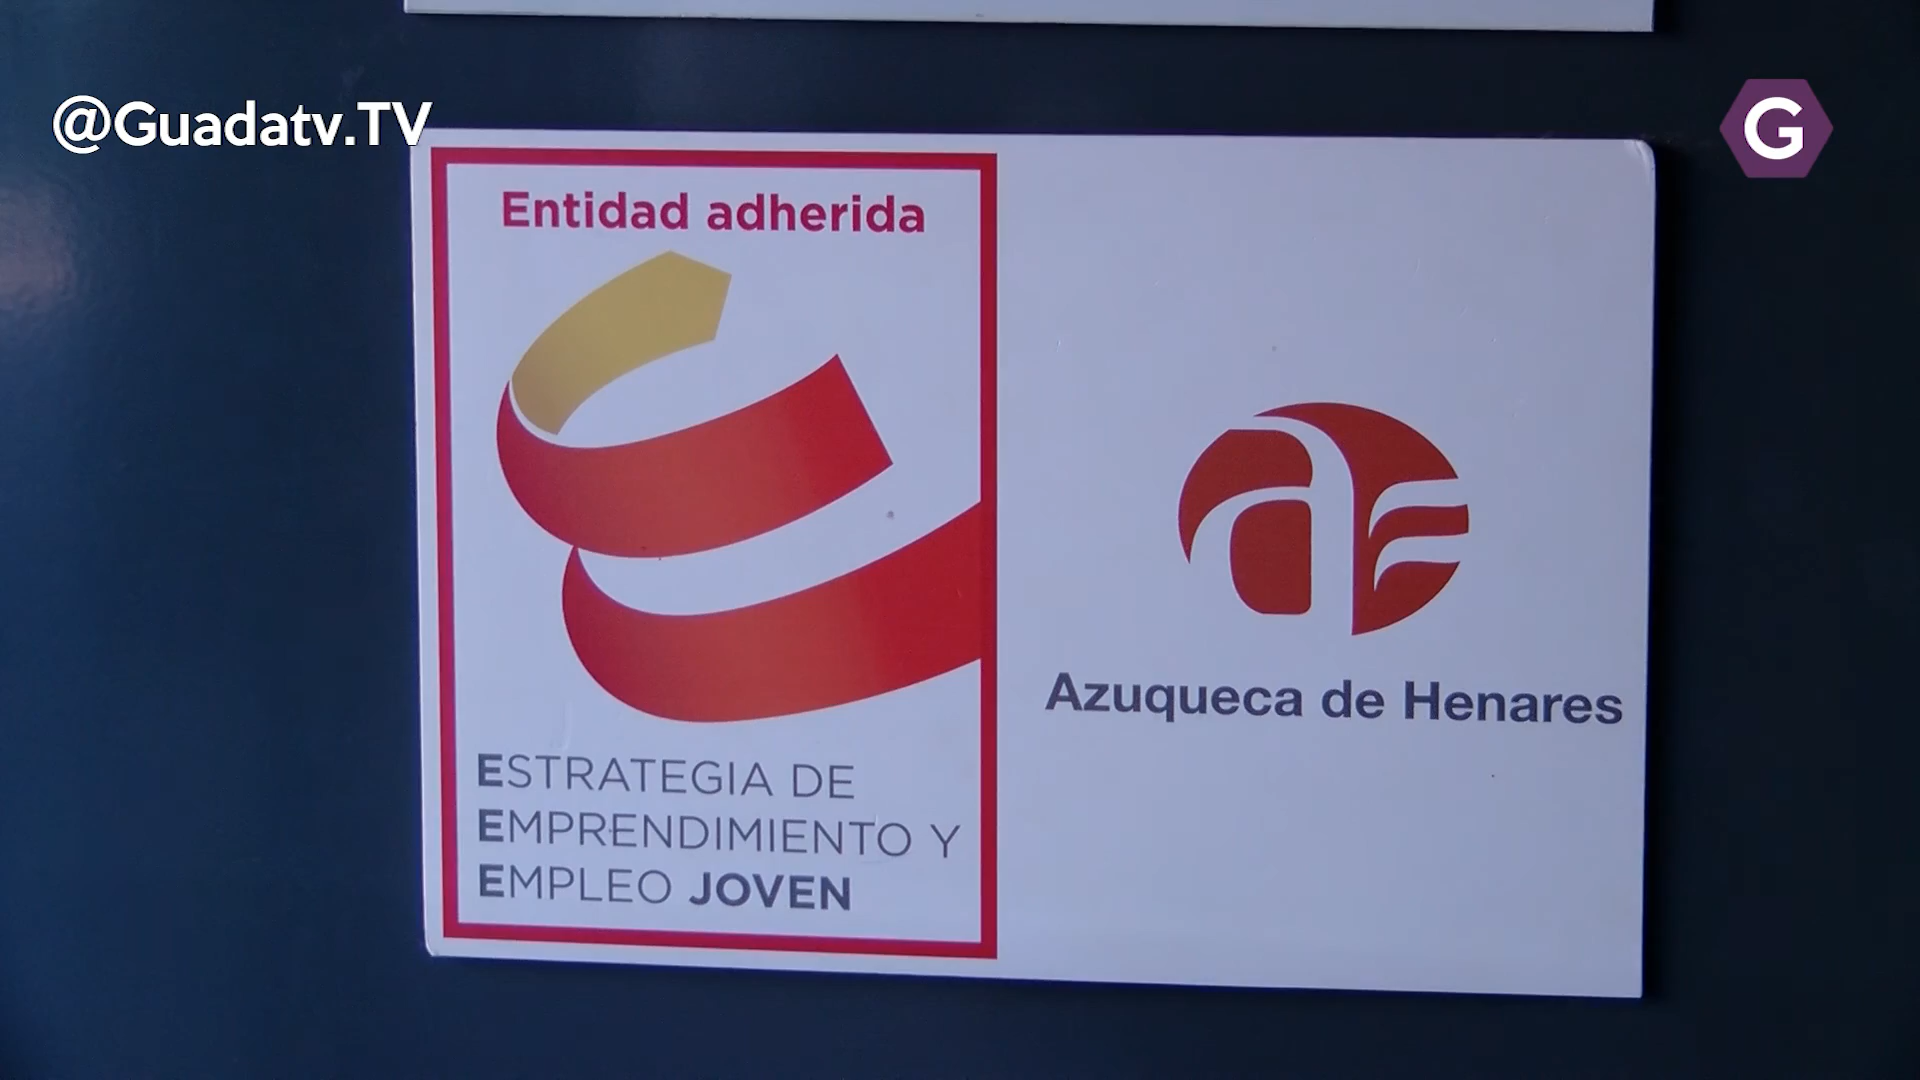 @Guadatv.TV
G
Entidad adherida
ESTRATEGIA DE
EMPRENDIMIENTO Y
EMPLEO JOVEN
Azuqueca de Henares